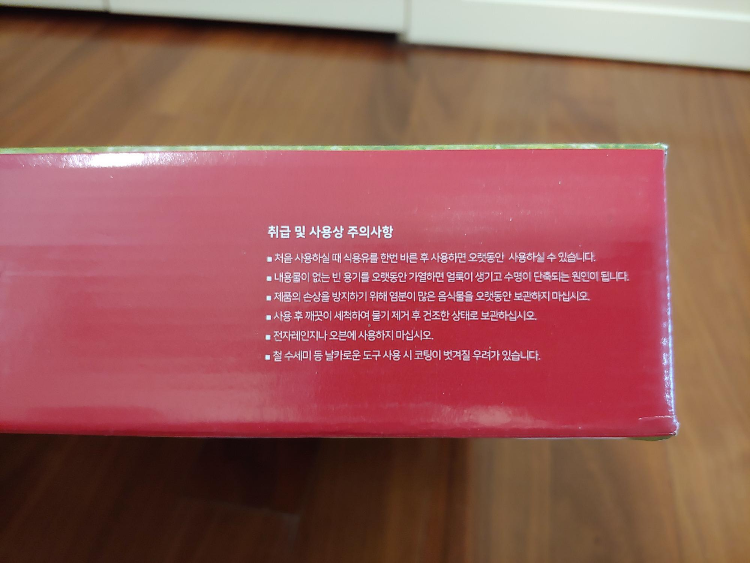 취급 및 사용상 주의사항
■ 처음 사용하실 때 식용유를 한번 바른 후 사용하면 오랫동안 사용하실 수 있습니다.
■ 내용물이 없는 빈 용기를 오랫동안 가열하면 얼룩이 생기고 수명이 단축되는 원인이 됩니다.
■ 제품의 손상을 방지하기 위해 염분이 많은 음식물을 오랫동안 보관하지 마십시오.
■ 사용 후 깨끗이 세척하여 물기 제거 후 건조한 상태로 보관하십시오.
■ 전자레인지나 오븐에 사용하지 마십시오.
■ 철 수세미 등 날카로운 도구 사용 시 코팅이 벗겨질 우려가 있습니다.